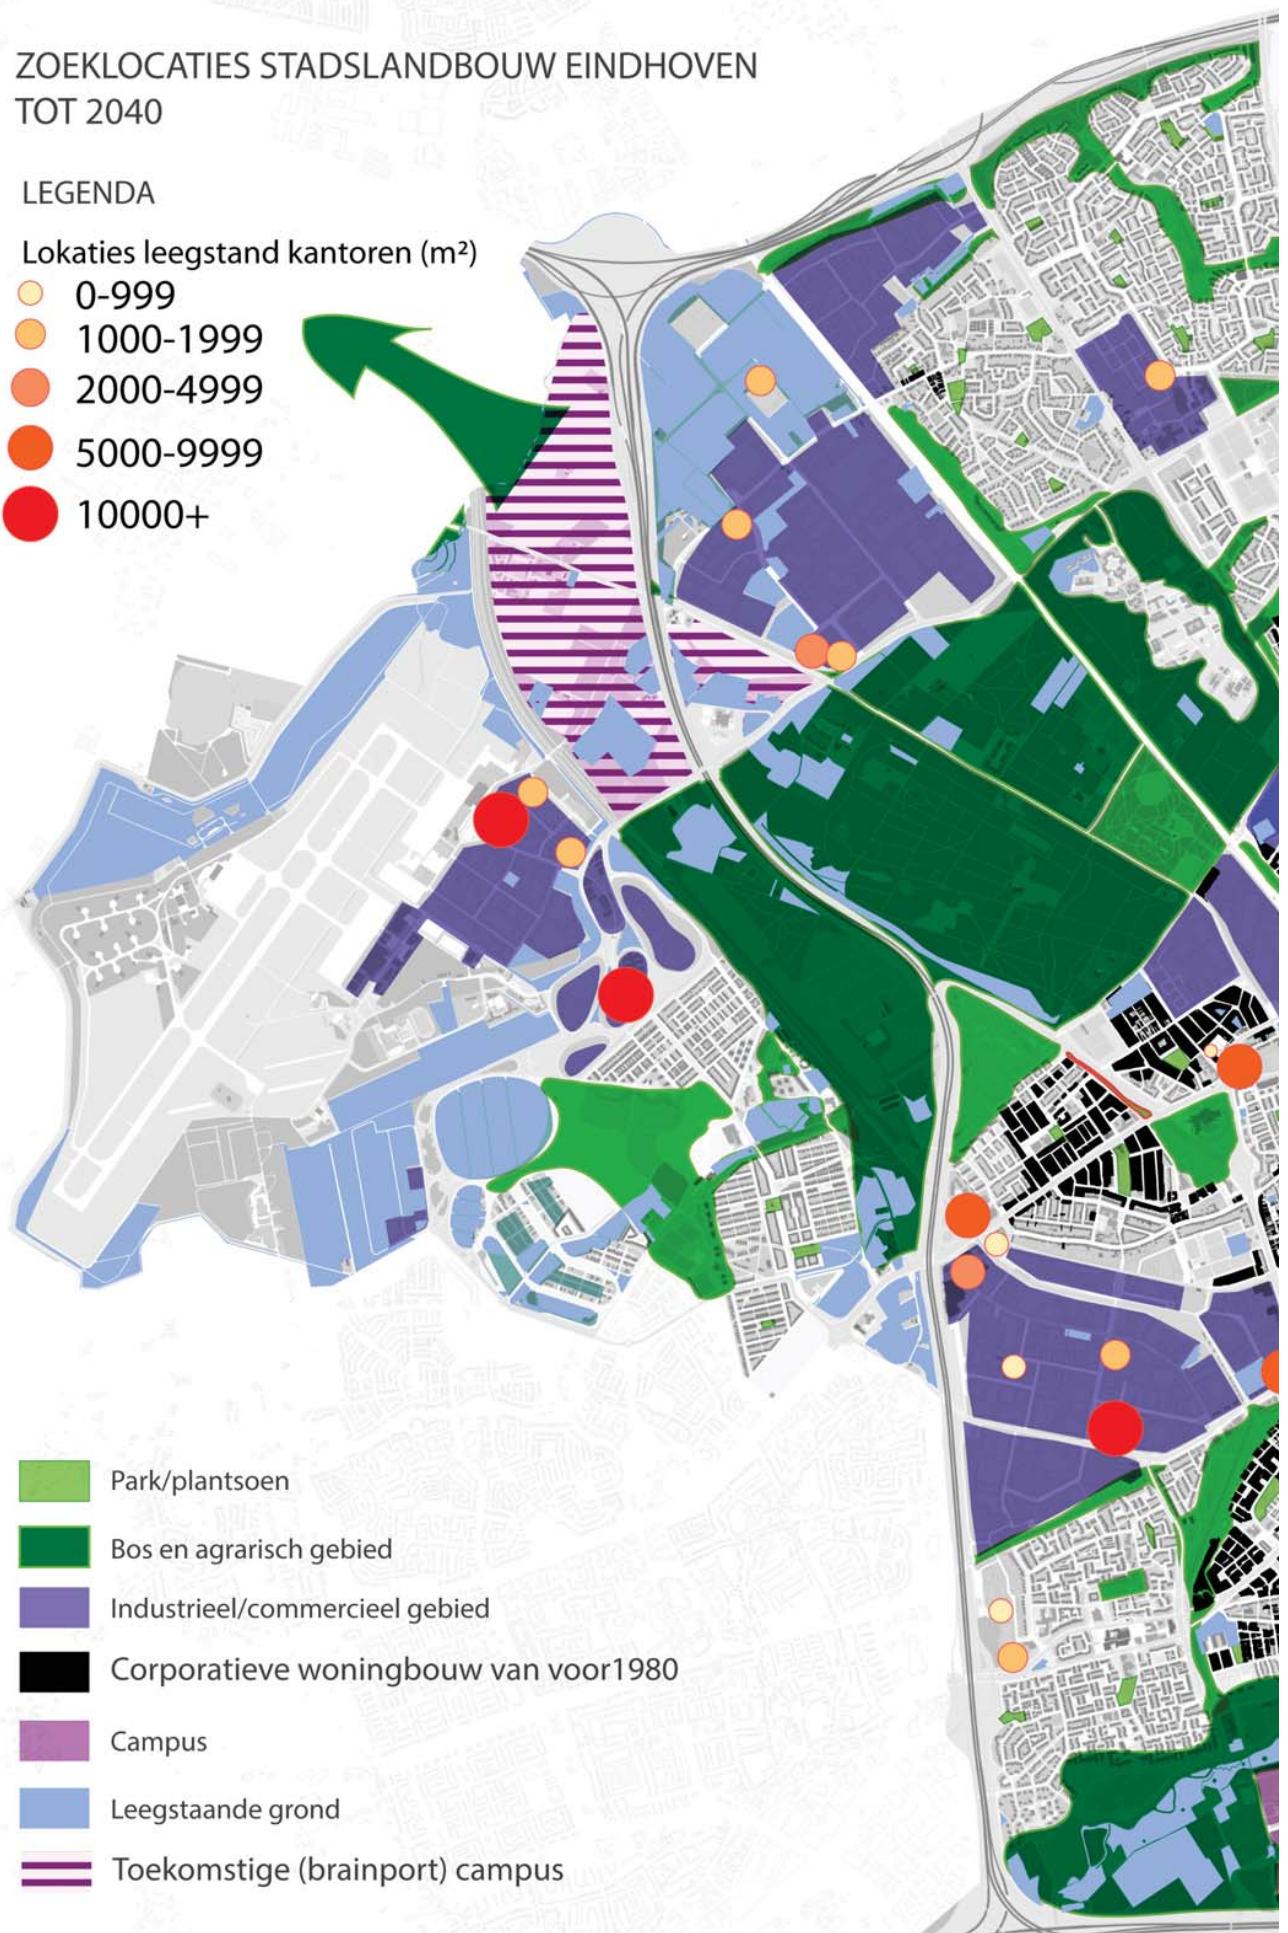 ZOEKLOCATIES STADSLANDBOUW EINDHOVEN
TOT 2040
LEGENDA
Lokaties leegstand kantoren (m²)
0-999
1000-1999
2000-4999
5000-9999
10000+
Park/plantsoen
Bos en agrarisch gebied
Industrieel/commercieel gebied
Corporatieve woningbouw van voor1980
Campus
Leegstaande grond
Toekomstige (brainport) campus